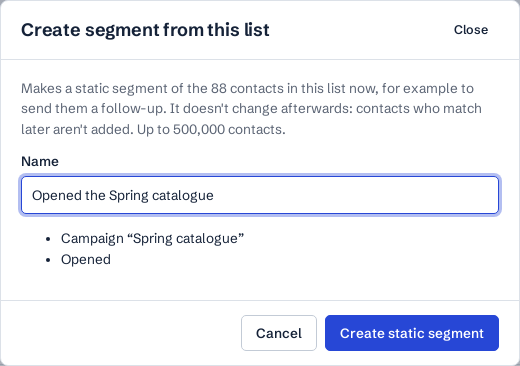 Create segment from this list
Close
Makes a static segment of the 88 contacts in this list now, for example to
send them a follow-up. It doesn't change afterwards: contacts who match
later aren't added. Up to 500,000 contacts.
Name
Opened the Spring catalogue
• Campaign “Spring catalogue”
• Opened
Cancel
Create static segment